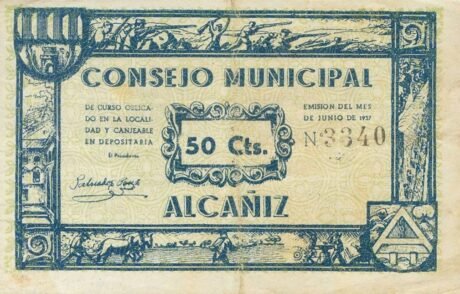 CONSEJO MUNICIPAL
DE CURSO OBLIGA-
DO EN LA LOCALI-
DAD Y CANJEABLE
EN DEPOSITARIA
El Presidente
50 Cts.
EMISION DEL MES
DE JUNIO DE 1937
N 3340
ALCAÑIZ